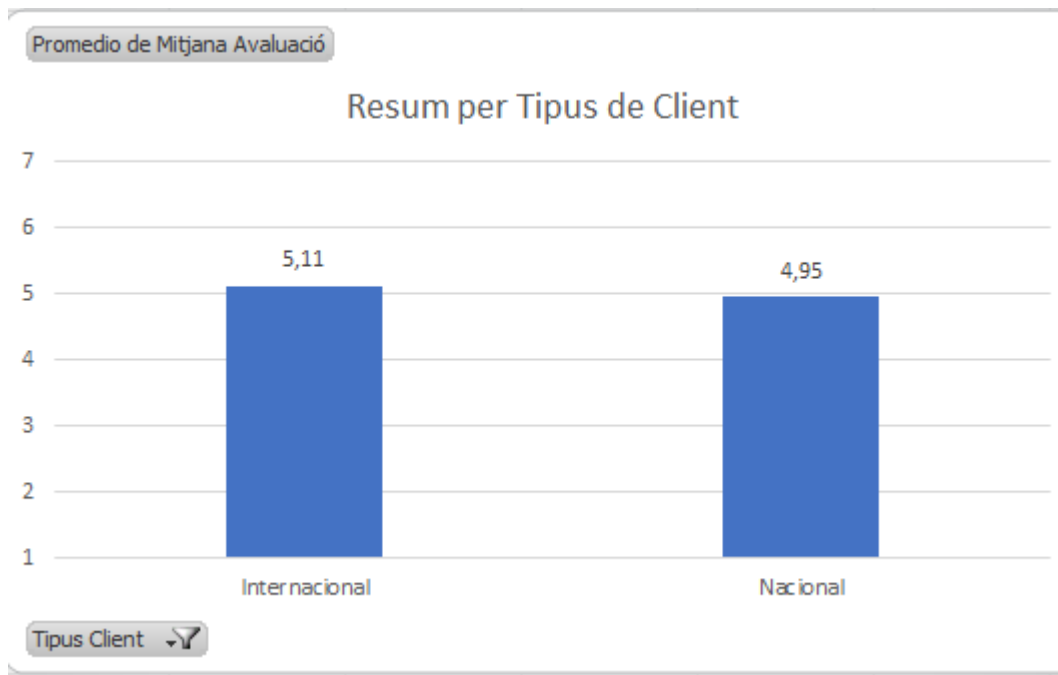 Promedio de Mitjana Avaluació
Resum per Tipus de Client
7
6
5,11
4,95
5
4
3
2
1
Internacional
Nacional
Tipus Client